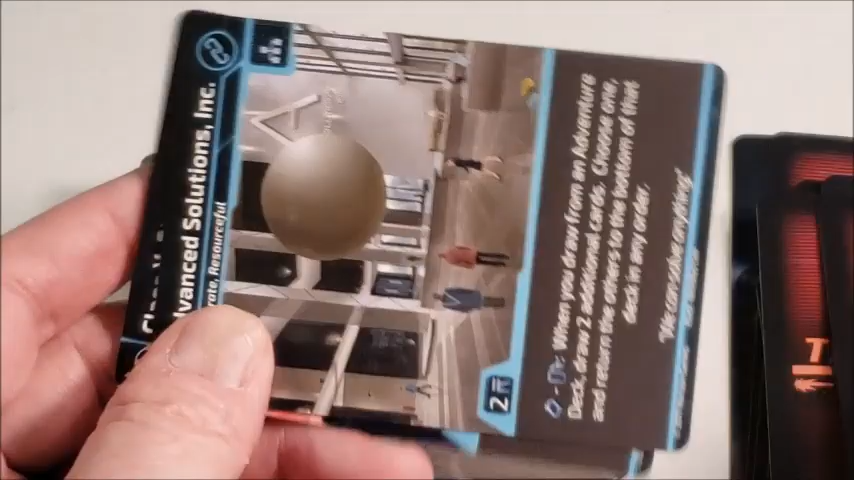 Advanced Solutions, Inc.
Resourceful
2
When you draw from an Adventure
Deck, draw 2 additional cards. Choose one,
and return the others to the bottom of that
deck in any order.
"We can solve anything"